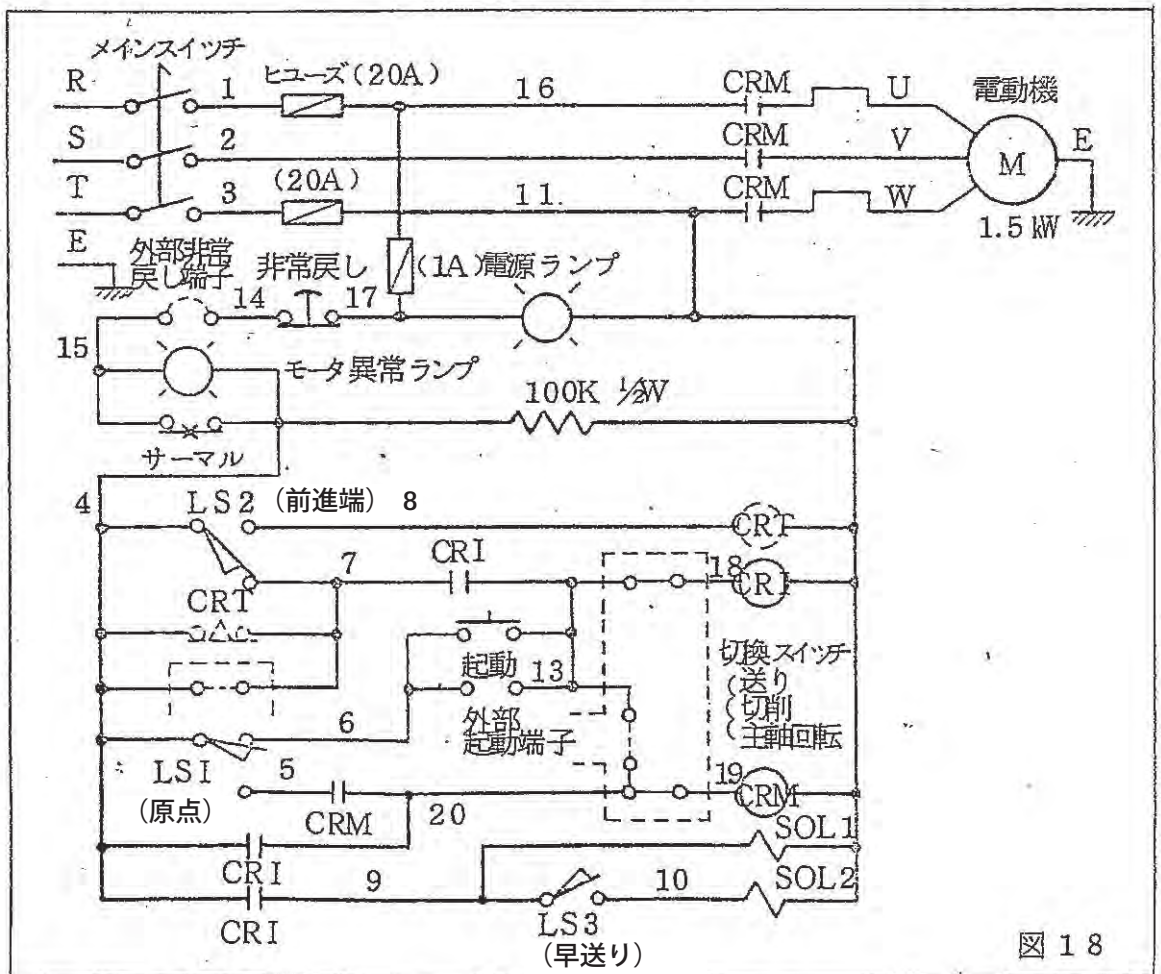 メインスイッチ
R
1
ヒューズ(20A)
16
CRM
U
電動機
S
2
CRM
V
M
E
T
3
(20A)
11
CRM
W
1.5 kW
E
外部非常
戻し端子
14
非常戻し
17
(1A)
電源ランプ
15
モータ異常ランプ
100K ½W
サーマル
4
LS2
(前進端)
8
CRT
7
CRI
18
CRI
CRT
起動
13
切換スイッチ
(送り
(切削
(主軸回転
外部
起動端子
6
LSI
(原点)
5
CRM
20
19
CRM
CRI
SOL1
9
CRI
LS3
(早送り)
10
SOL2
図 18